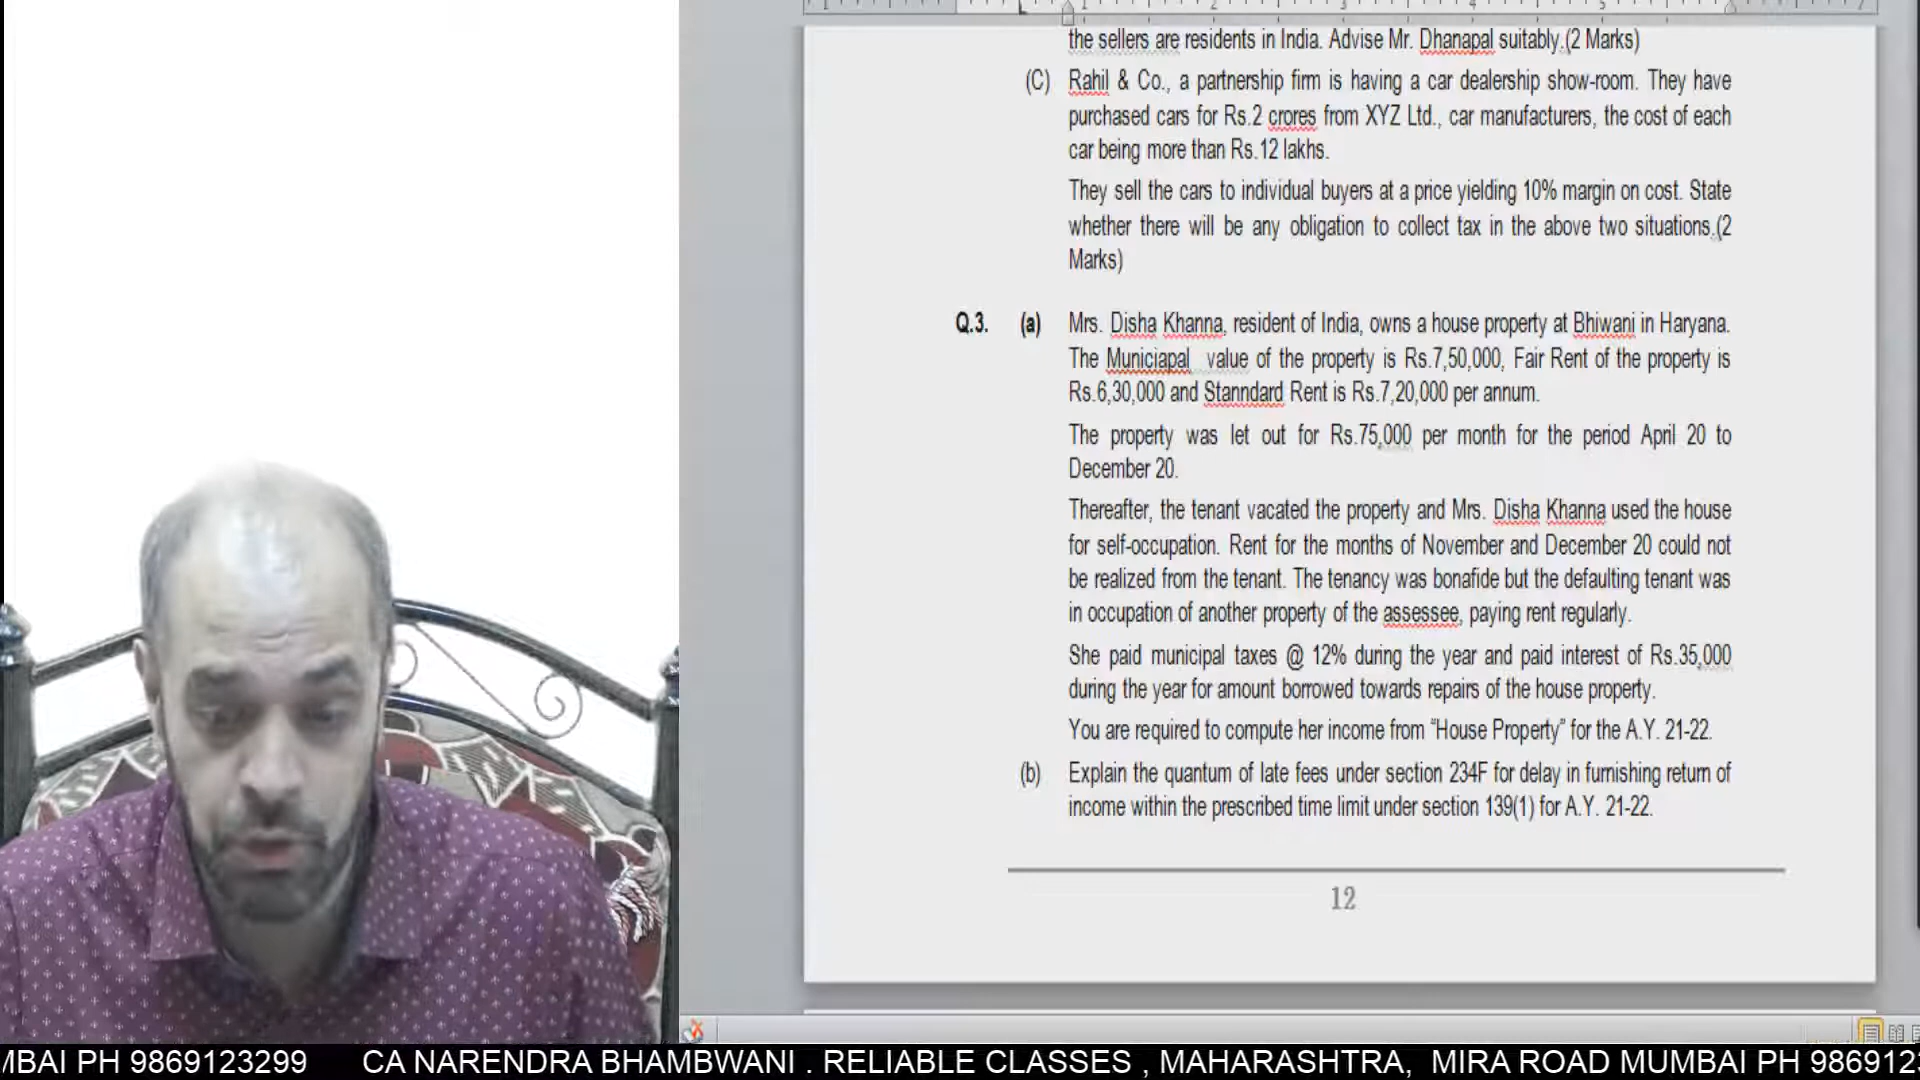 the sellers are residents in India. Advise Mr. Dhanapal suitably.(2 Marks)
(C) Rahil & Co., a partnership firm is having a car dealership show-room. They have
purchased cars for Rs.2 crores from XYZ Ltd., car manufacturers, the cost of each
car being more than Rs.12 lakhs.
They sell the cars to individual buyers at a price yielding 10% margin on cost. State
whether there will be any obligation to collect tax in the above two situations.(2
Marks)
Q.3. (a) Mrs. Disha Khanna, resident of India, owns a house property at Bhiwani in Haryana.
The Municiapal value of the property is Rs.7,50,000, Fair Rent of the property is
Rs.6,30,000 and Stanndard Rent is Rs.7,20,000 per annum.
The property was let out for Rs.75,000 per month for the period April 20 to
December 20.
Thereafter, the tenant vacated the property and Mrs. Disha Khanna used the house
for self-occupation. Rent for the months of November and December 20 could not
be realized from the tenant. The tenancy was bonafide but the defaulting tenant was
in occupation of another property of the assessee, paying rent regularly.
She paid municipal taxes @ 12% during the year and paid interest of Rs.35,000
during the year for amount borrowed towards repairs of the house property.
You are required to compute her income from “House Property” for the A.Y. 21-22.
(b) Explain the quantum of late fees under section 234F for delay in furnishing return of
income within the prescribed time limit under section 139(1) for A.Y. 21-22.
12
MBAI PH 9869123299 CA NARENDRA BHAMBWANI . RELIABLE CLASSES , MAHARASHTRA, MIRA ROAD MUMBAI PH 986912